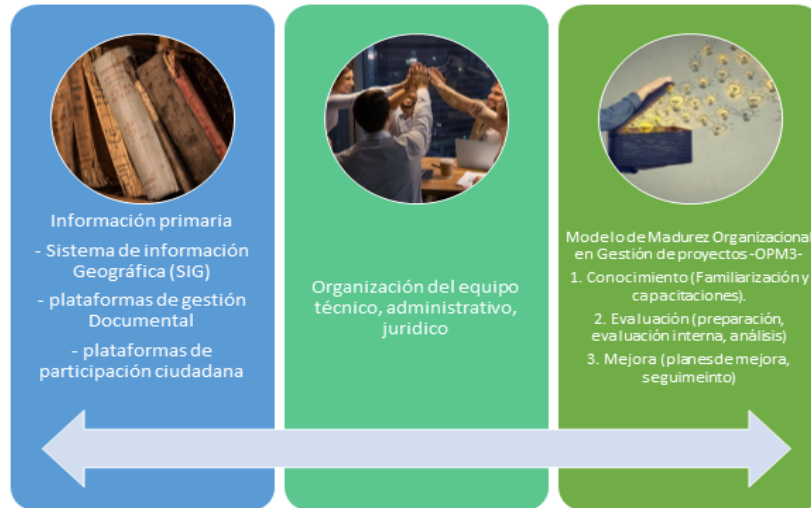 Información primaria
- Sistema de información
Geográfica (SIG)
- plataformas de gestión
Documental
- plataformas de
participación ciudadana
Organización del equipo
técnico, administrativo,
juridico
Modelo de Madurez Organizacional
en Gestión de proyectos -OPM3-
1. Conocimiento (Familiarización y
capacitaciones).
2. Evaluación (preparación,
evaluación interna, análisis)
3. Mejora (planes de mejora,
seguimeinto)